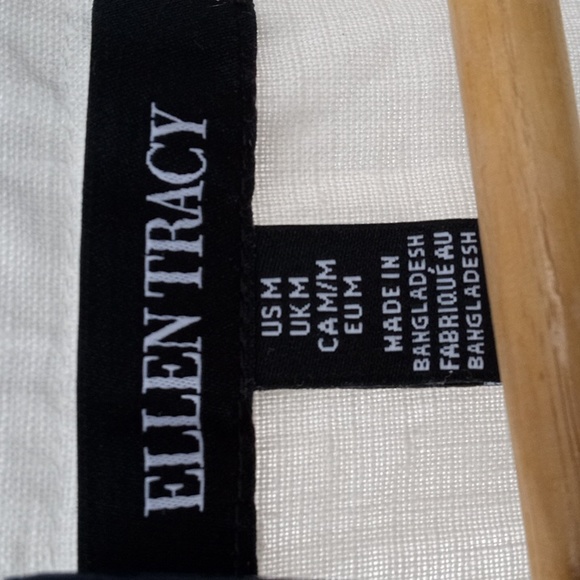 ELLEN TRACY
US M
UK M
CA M/M
EU M
MADE IN
BANGLADESH
FABRIQUÉ AU
BANGLADESH